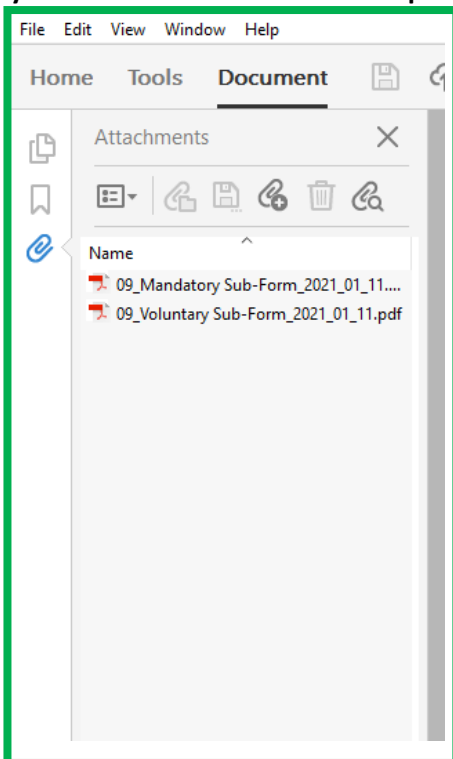 File Edit View Window Help
Home Tools Document
Attachments
Name
09_Mandatory Sub-Form_2021_01_11....
09_Voluntary Sub-Form_2021_01_11.pdf